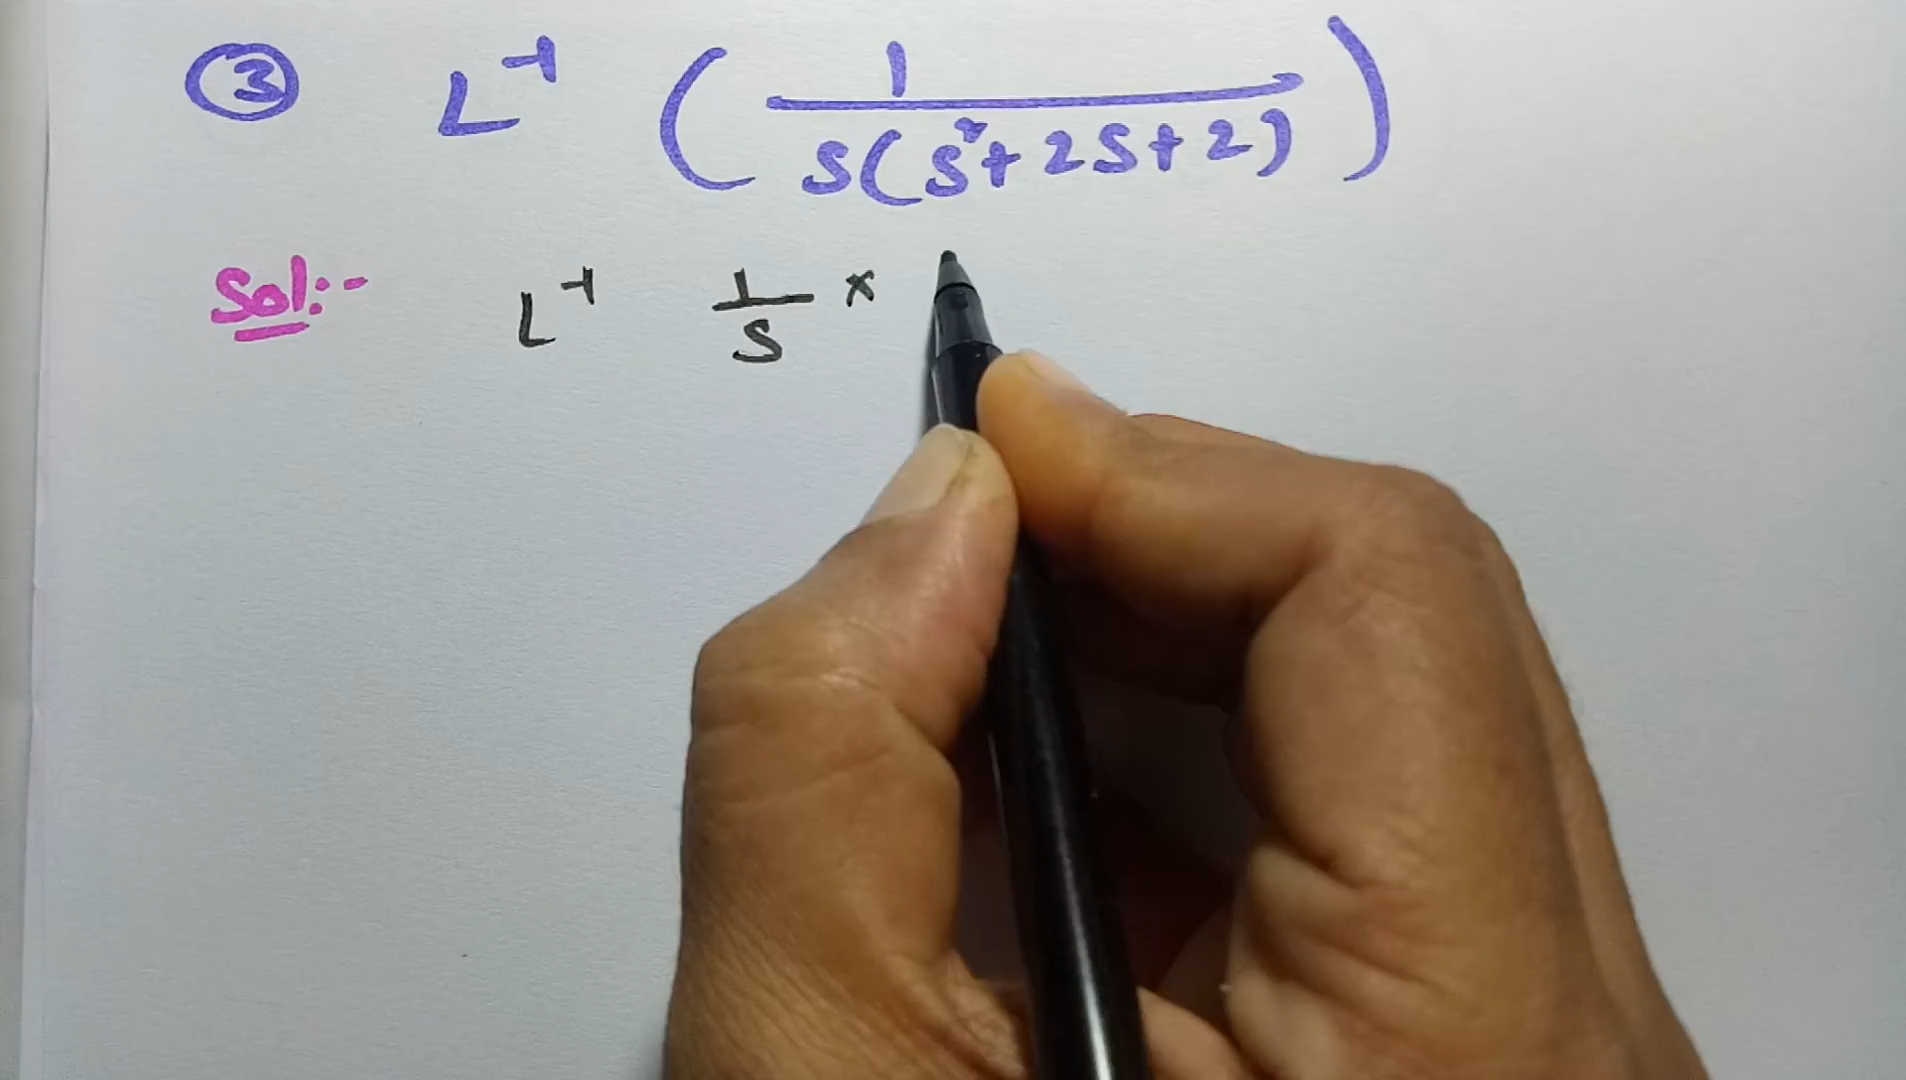 ③ L⁻¹ ( 1 / s(s²+2s+2) )
Sol:- L⁻¹ 1/s ×